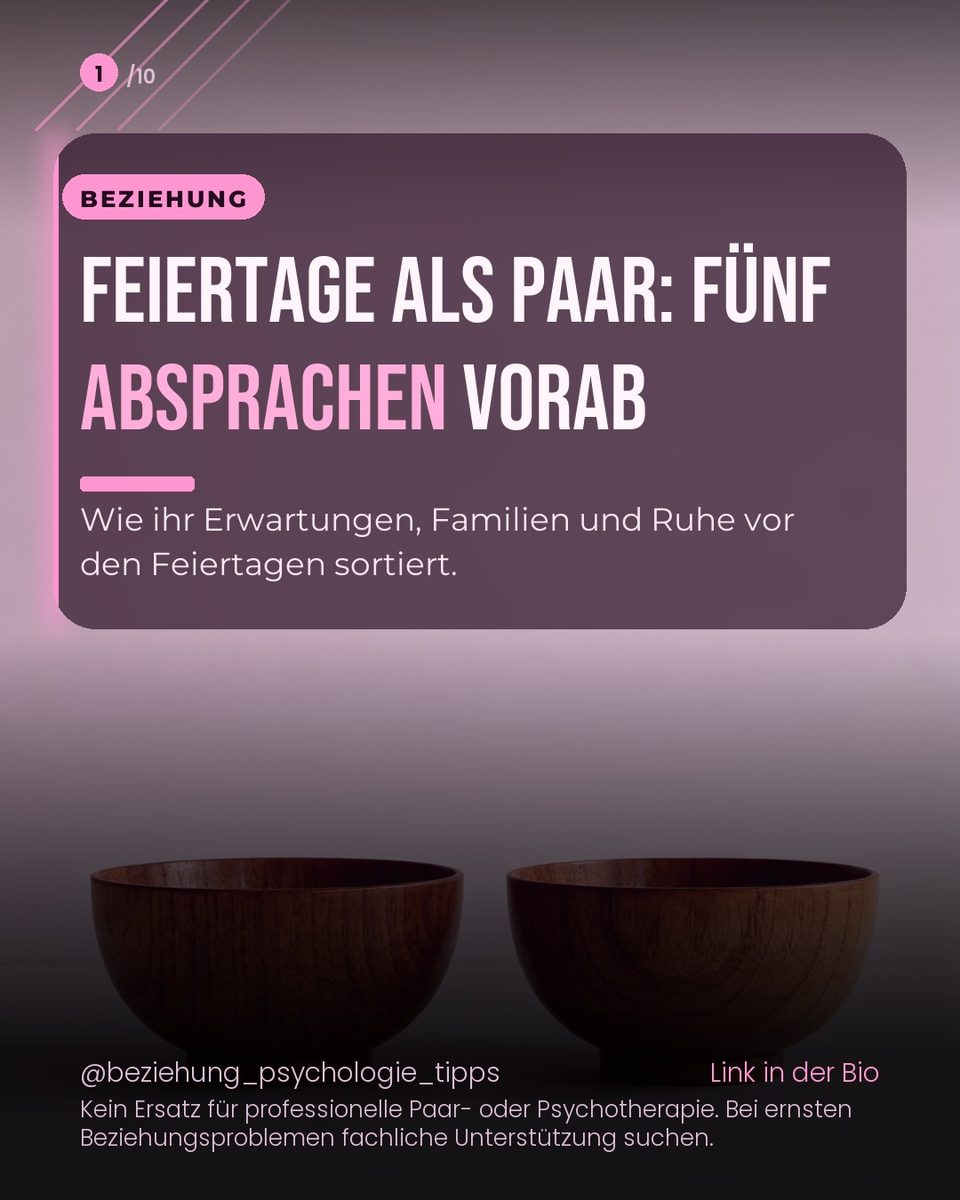 1 /10
BEZIEHUNG
FEIERTAGE ALS PAAR: FÜNF
ABSPRACHEN VORAB
Wie ihr Erwartungen, Familien und Ruhe vor
den Feiertagen sortiert.
@beziehung_psychologie_tipps Link in der Bio
Kein Ersatz für professionelle Paar- oder Psychotherapie. Bei ernsten
Beziehungsproblemen fachliche Unterstützung suchen.